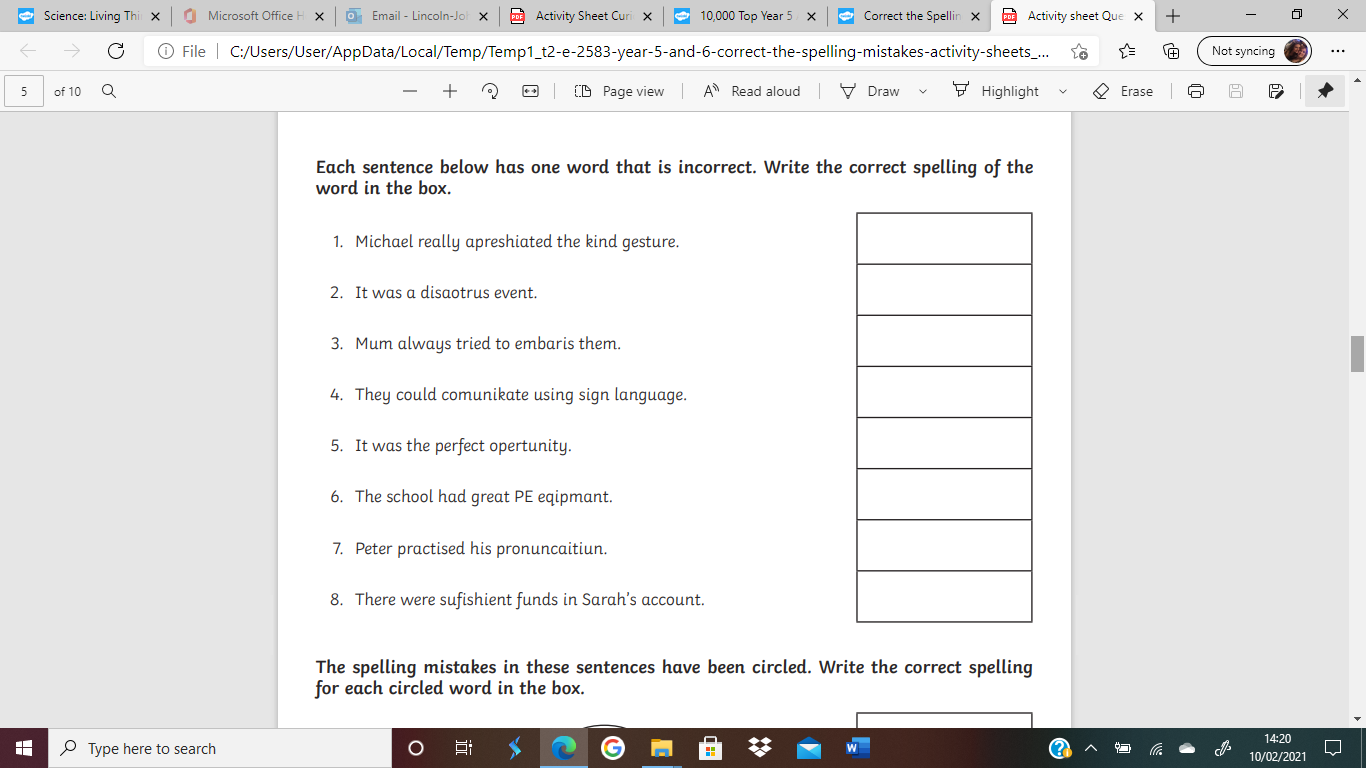 Science: Living Thi
Microsoft Office H
Email - Lincoln-Jo
Activity Sheet Curi
10,000 Top Year 5
Correct the Spellin
Activity sheet Que
File
C:/Users/User/AppData/Local/Temp/Temp1_t2-e-2583-year-5-and-6-correct-the-spelling-mistakes-activity-sheets_...
Not syncing
5 of 10
Page view
Read aloud
Draw
Highlight
Erase
Each sentence below has one word that is incorrect. Write the correct spelling of the
word in the box.
1. Michael really apreshiated the kind gesture.
2. It was a disaotrus event.
3. Mum always tried to embaris them.
4. They could comunikate using sign language.
5. It was the perfect opertunity.
6. The school had great PE eqipmant.
7. Peter practised his pronuncaitiun.
8. There were sufishient funds in Sarah's account.
The spelling mistakes in these sentences have been circled. Write the correct spelling
for each circled word in the box.
Type here to search
14:20
10/02/2021